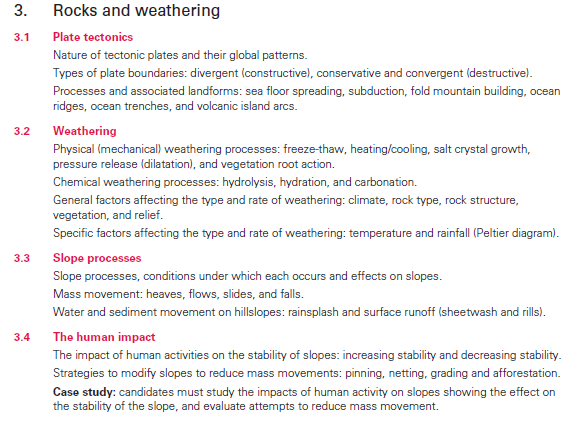 3. Rocks and weathering
3.1 Plate tectonics
Nature of tectonic plates and their global patterns.
Types of plate boundaries: divergent (constructive), conservative and convergent (destructive).
Processes and associated landforms: sea floor spreading, subduction, fold mountain building, ocean
ridges, ocean trenches, and volcanic island arcs.
3.2 Weathering
Physical (mechanical) weathering processes: freeze-thaw, heating/cooling, salt crystal growth,
pressure release (dilatation), and vegetation root action.
Chemical weathering processes: hydrolysis, hydration, and carbonation.
General factors affecting the type and rate of weathering: climate, rock type, rock structure,
vegetation, and relief.
Specific factors affecting the type and rate of weathering: temperature and rainfall (Peltier diagram).
3.3 Slope processes
Slope processes, conditions under which each occurs and effects on slopes.
Mass movement: heaves, flows, slides, and falls.
Water and sediment movement on hillslopes: rainsplash and surface runoff (sheetwash and rills).
3.4 The human impact
The impact of human activities on the stability of slopes: increasing stability and decreasing stability.
Strategies to modify slopes to reduce mass movements: pinning, netting, grading and afforestation.
Case study: candidates must study the impacts of human activity on slopes showing the effect on
the stability of the slope, and evaluate attempts to reduce mass movement.